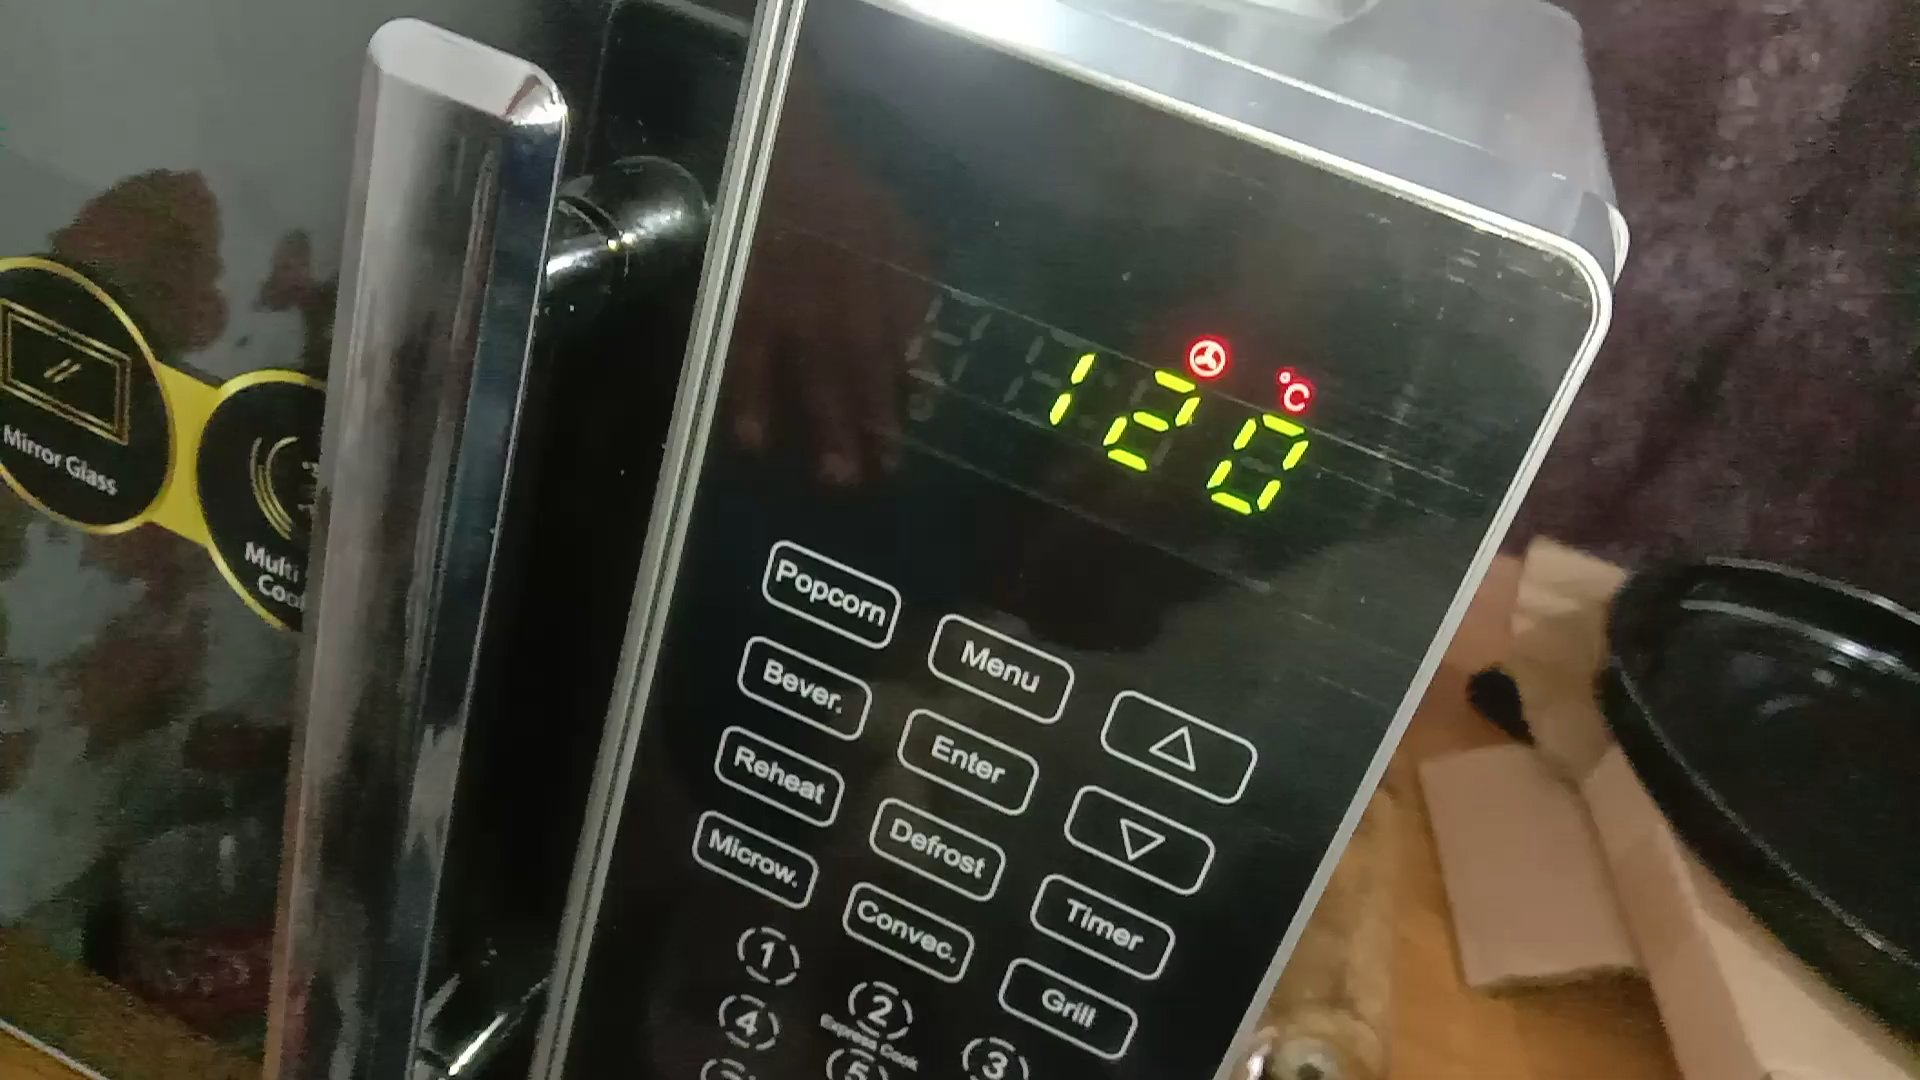 Mirror Glass
Multi
°C
120
Popcorn
Menu
Bever.
Enter
Reheat
Defrost
Timer
Microw.
Convec.
Grill
1
2
3
Express Cook
4
5